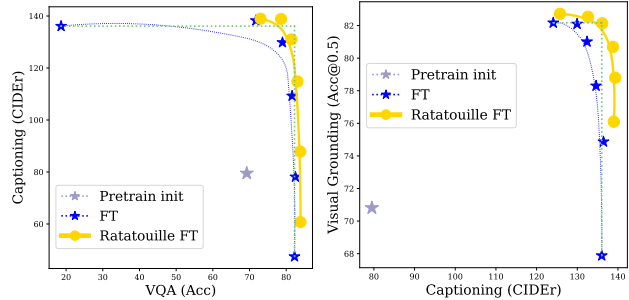 140
120
100
80
60
20
30
40
50
60
70
80
Captioning (CIDEr)
VQA (Acc)
Pretrain init
FT
Ratatouille FT
82
80
78
76
74
72
70
68
80
90
100
110
120
130
140
Visual Grounding (Acc@0.5)
Captioning (CIDEr)
Pretrain init
FT
Ratatouille FT